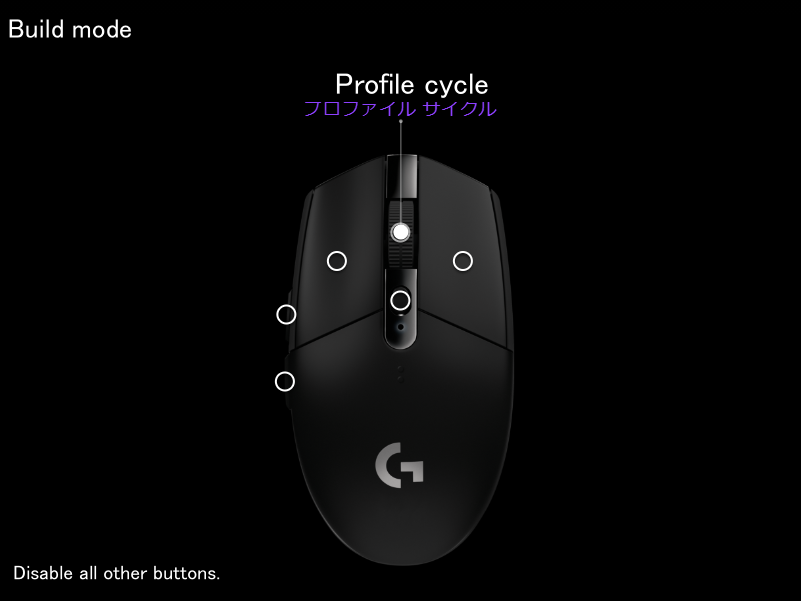 Build mode
Profile cycle
プロファイル サイクル
Disable all other buttons.